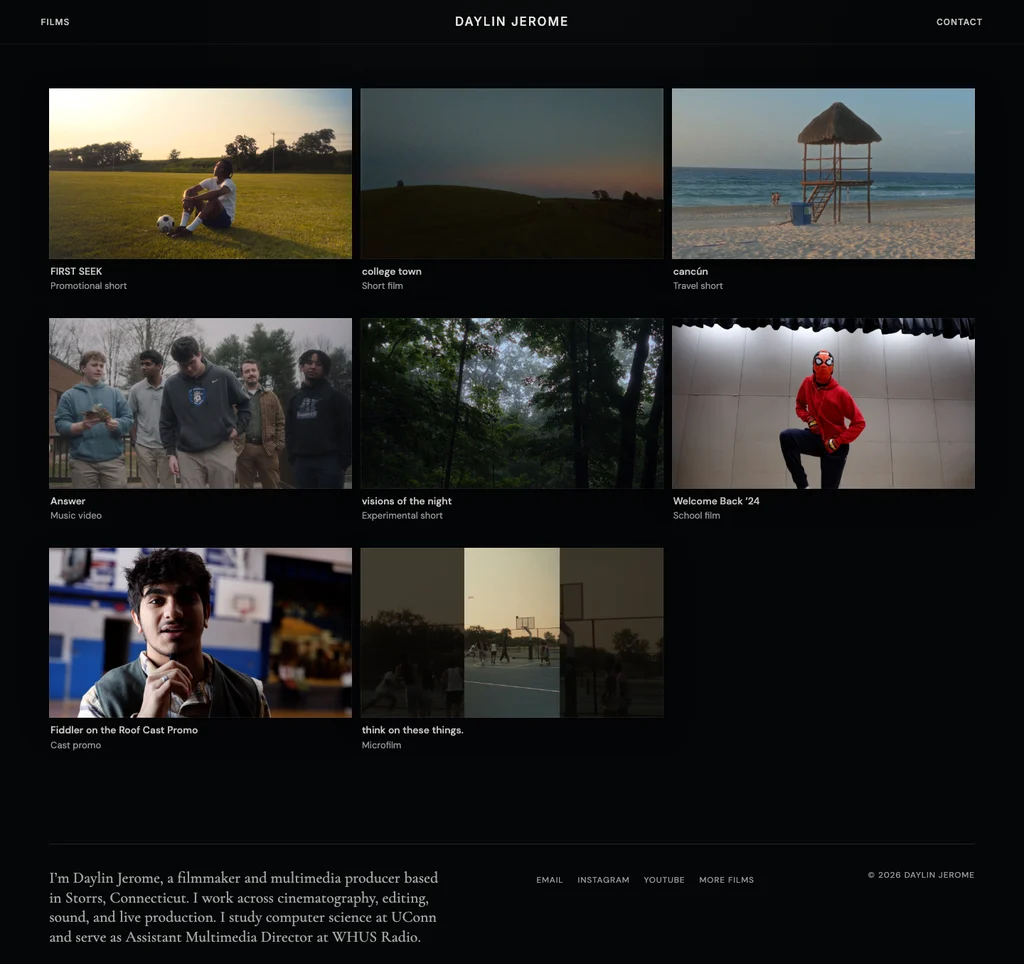 FILMS
DAYLIN JEROME
CONTACT
FIRST SEEK
Promotional short
college town
Short film
cancún
Travel short
Answer
Music video
visions of the night
Experimental short
Welcome Back '24
School film
Fiddler on the Roof Cast Promo
Cast promo
think on these things.
Microfilm
I'm Daylin Jerome, a filmmaker and multimedia producer based
in Storrs, Connecticut. I work across cinematography, editing,
sound, and live production. I study computer science at UConn
and serve as Assistant Multimedia Director at WHUS Radio.
EMAIL INSTAGRAM YOUTUBE MORE FILMS
© 2026 DAYLIN JEROME